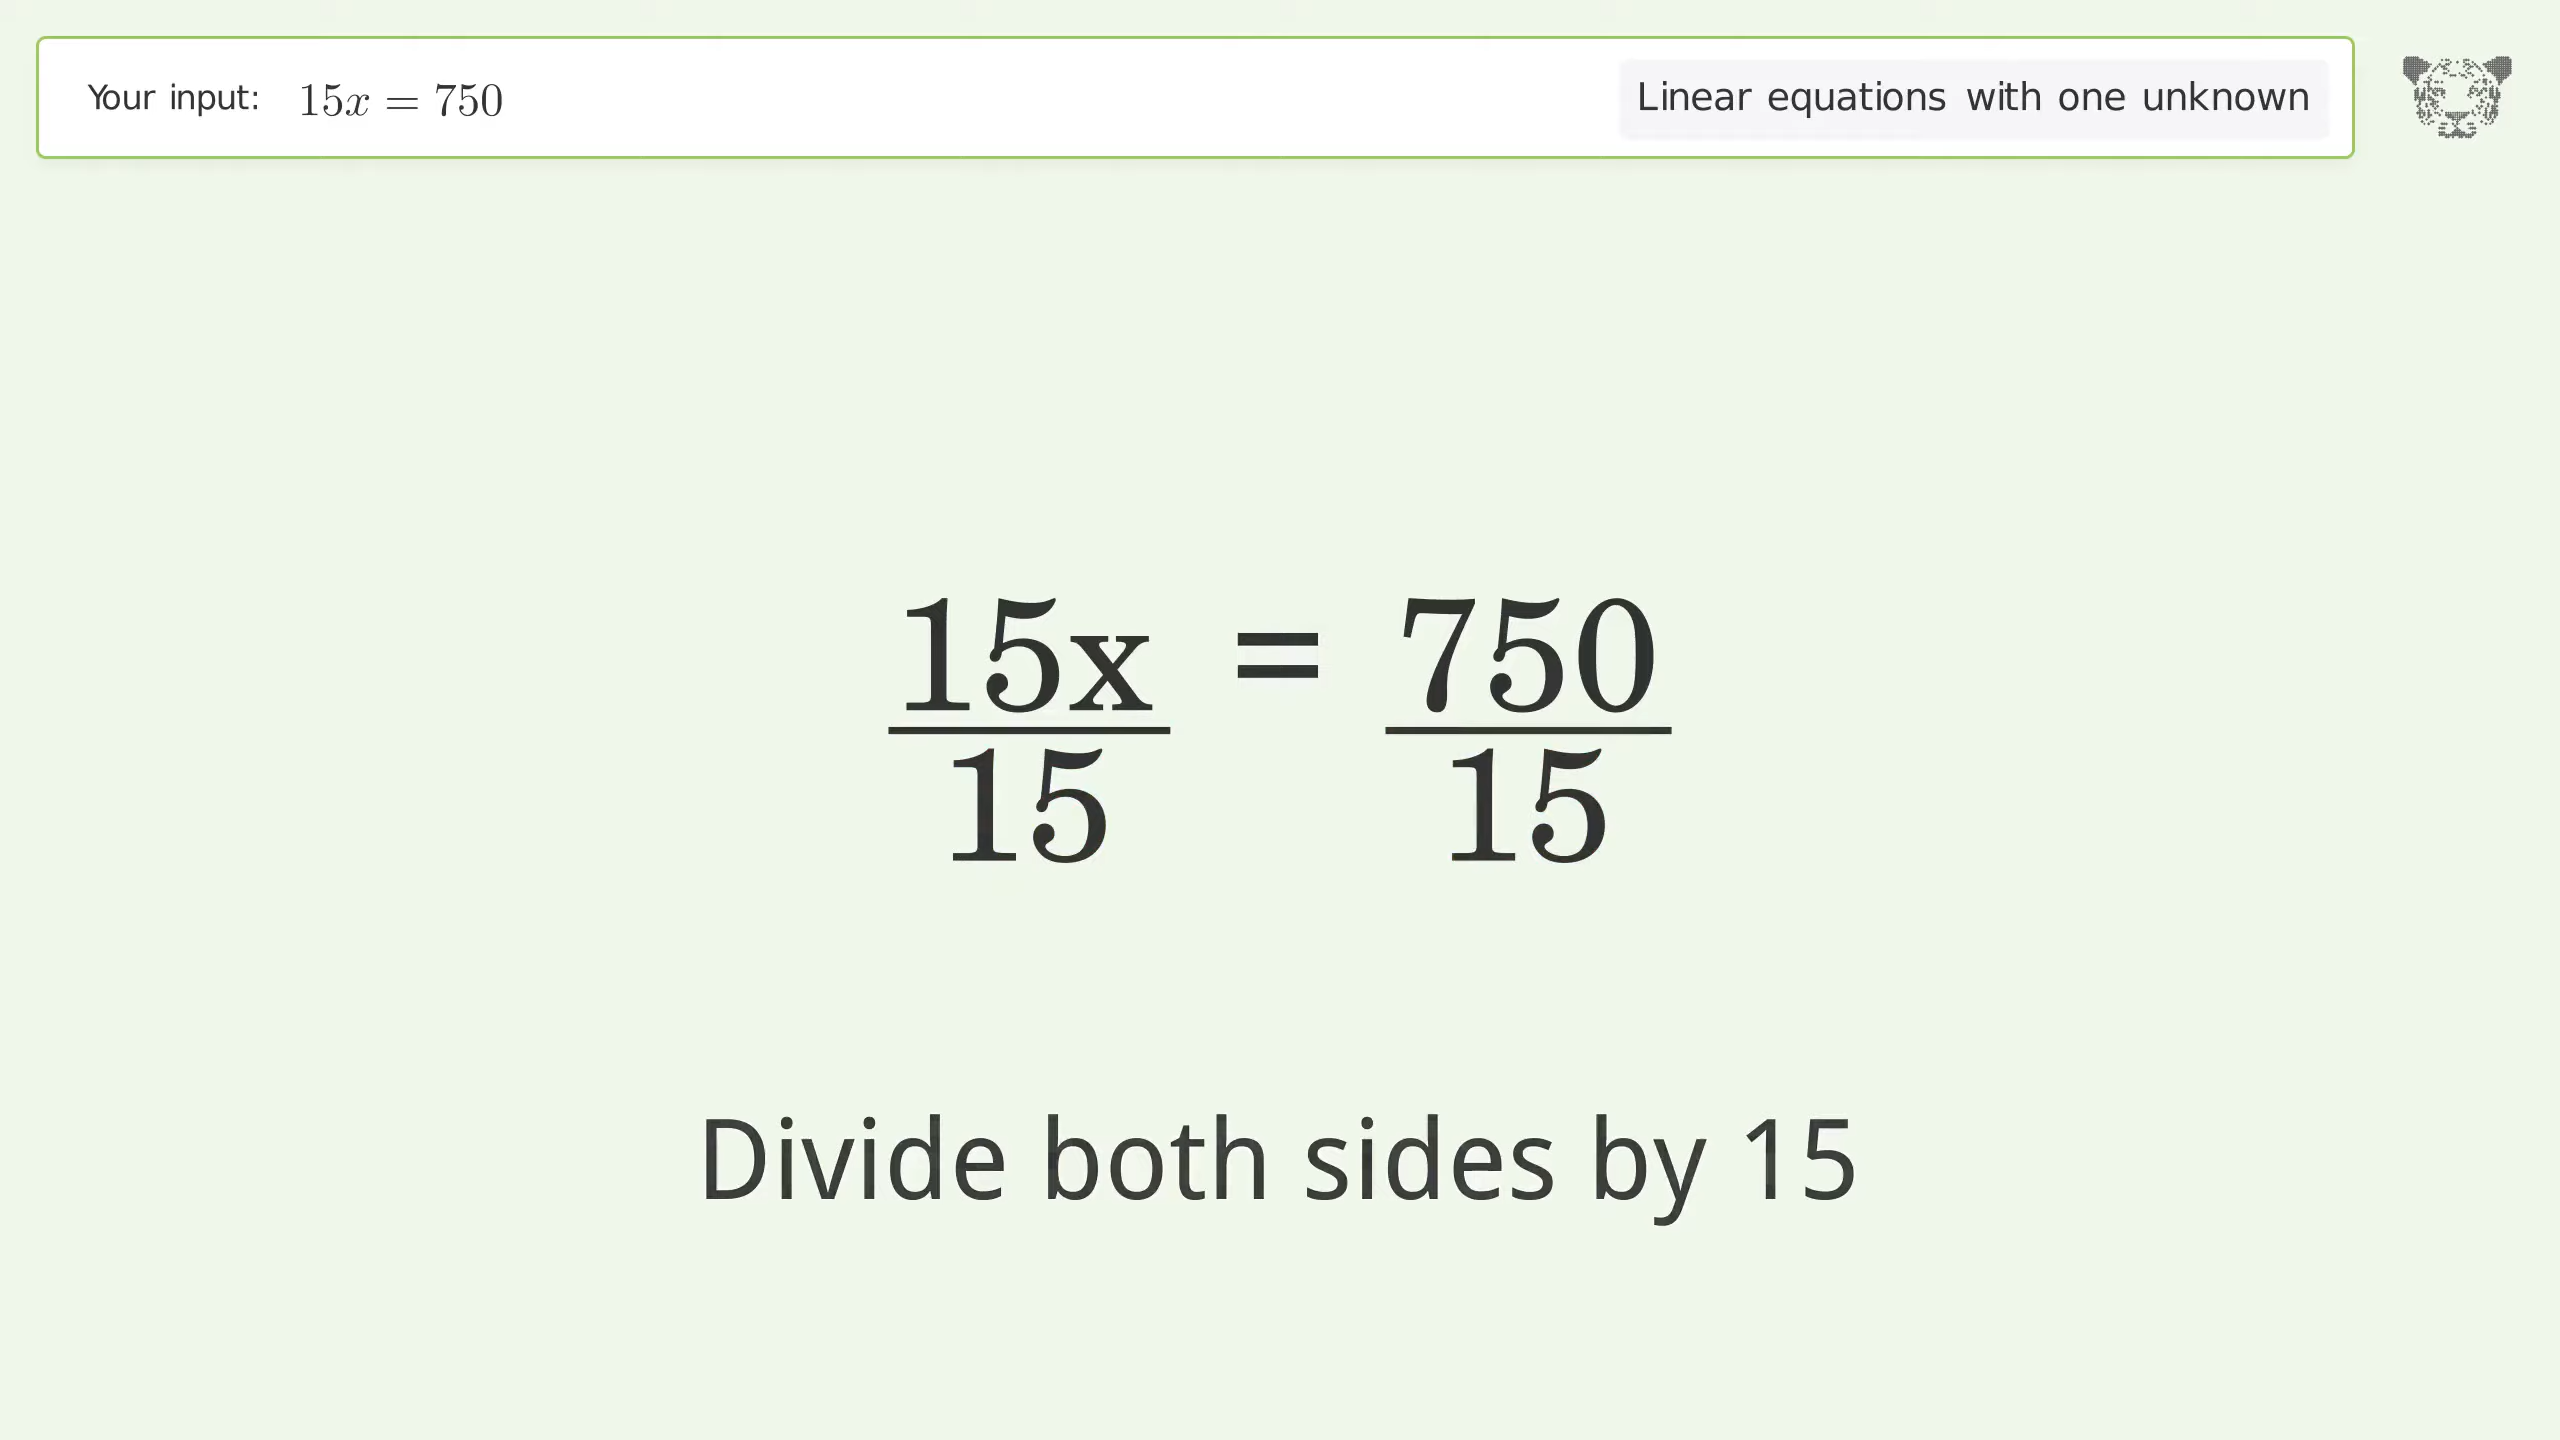 Your input: 15x = 750
Linear equations with one unknown
15x/15 = 750/15
Divide both sides by 15